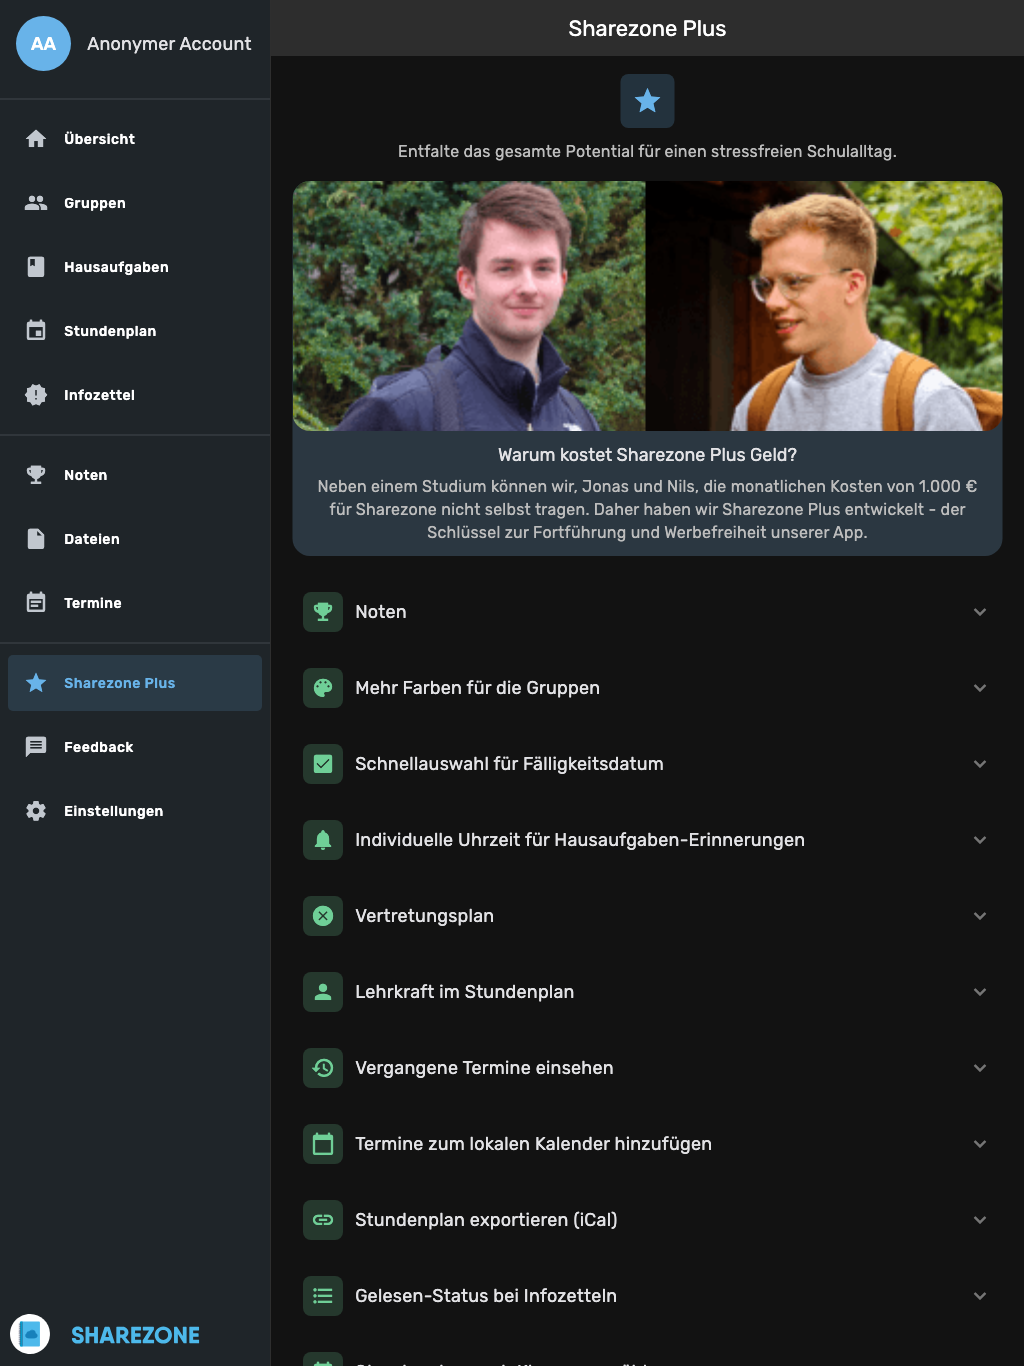 AA
Anonymer Account
Übersicht
Gruppen
Hausaufgaben
Stundenplan
Infozettel
Noten
Dateien
Termine
Sharezone Plus
Feedback
Einstellungen
SHAREZONE
Sharezone Plus
Entfalte das gesamte Potential für einen stressfreien Schulalltag.
Warum kostet Sharezone Plus Geld?
Neben einem Studium können wir, Jonas und Nils, die monatlichen Kosten von 1.000 €
für Sharezone nicht selbst tragen. Daher haben wir Sharezone Plus entwickelt - der
Schlüssel zur Fortführung und Werbefreiheit unserer App.
Noten
Mehr Farben für die Gruppen
Schnellauswahl für Fälligkeitsdatum
Individuelle Uhrzeit für Hausaufgaben-Erinnerungen
Vertretungsplan
Lehrkraft im Stundenplan
Vergangene Termine einsehen
Termine zum lokalen Kalender hinzufügen
Stundenplan exportieren (iCal)
Gelesen-Status bei Infozetteln